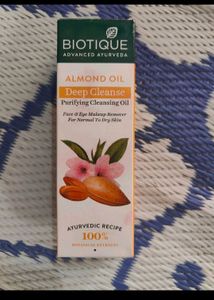 BIOTIQUE
ADVANCED AYURVEDA
ALMOND OIL
Deep Cleanse
Purifying Cleansing Oil
Face & Eye Makeup Remover
For Normal To Dry Skin
AYURVEDIC RECIPE
100%
BOTANICAL EXTRACTS